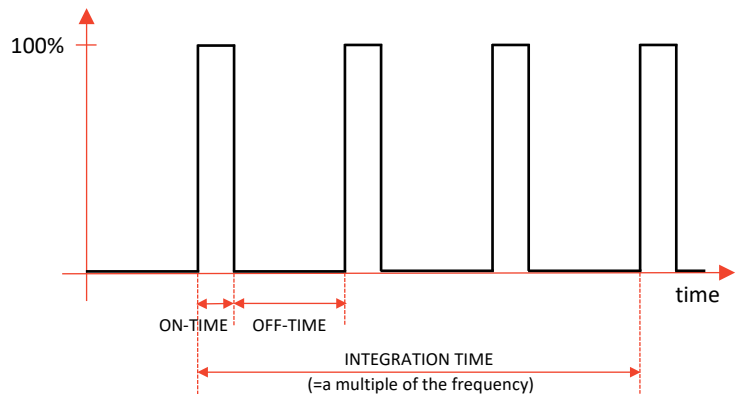 100%
time
ON-TIME
OFF-TIME
INTEGRATION TIME
(=a multiple of the frequency)